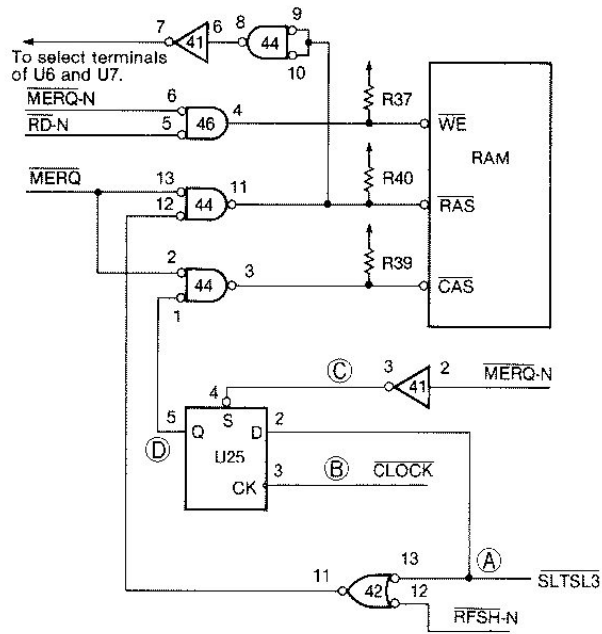 7 41 6 8 44 9
10
To select terminals
of U6 and U7.
MERQ-N 6
RD-N 5 46 4
R37
WE
RAM
MERQ 13
12 44 11
R40
RAS
2
1 44 3
R39
CAS
C 3 41 2 MERQ-N
4
5 Q S D 2
D
U25
CK 3 B CLOCK
11 42 13 A SLTSL3
12 RFSH-N